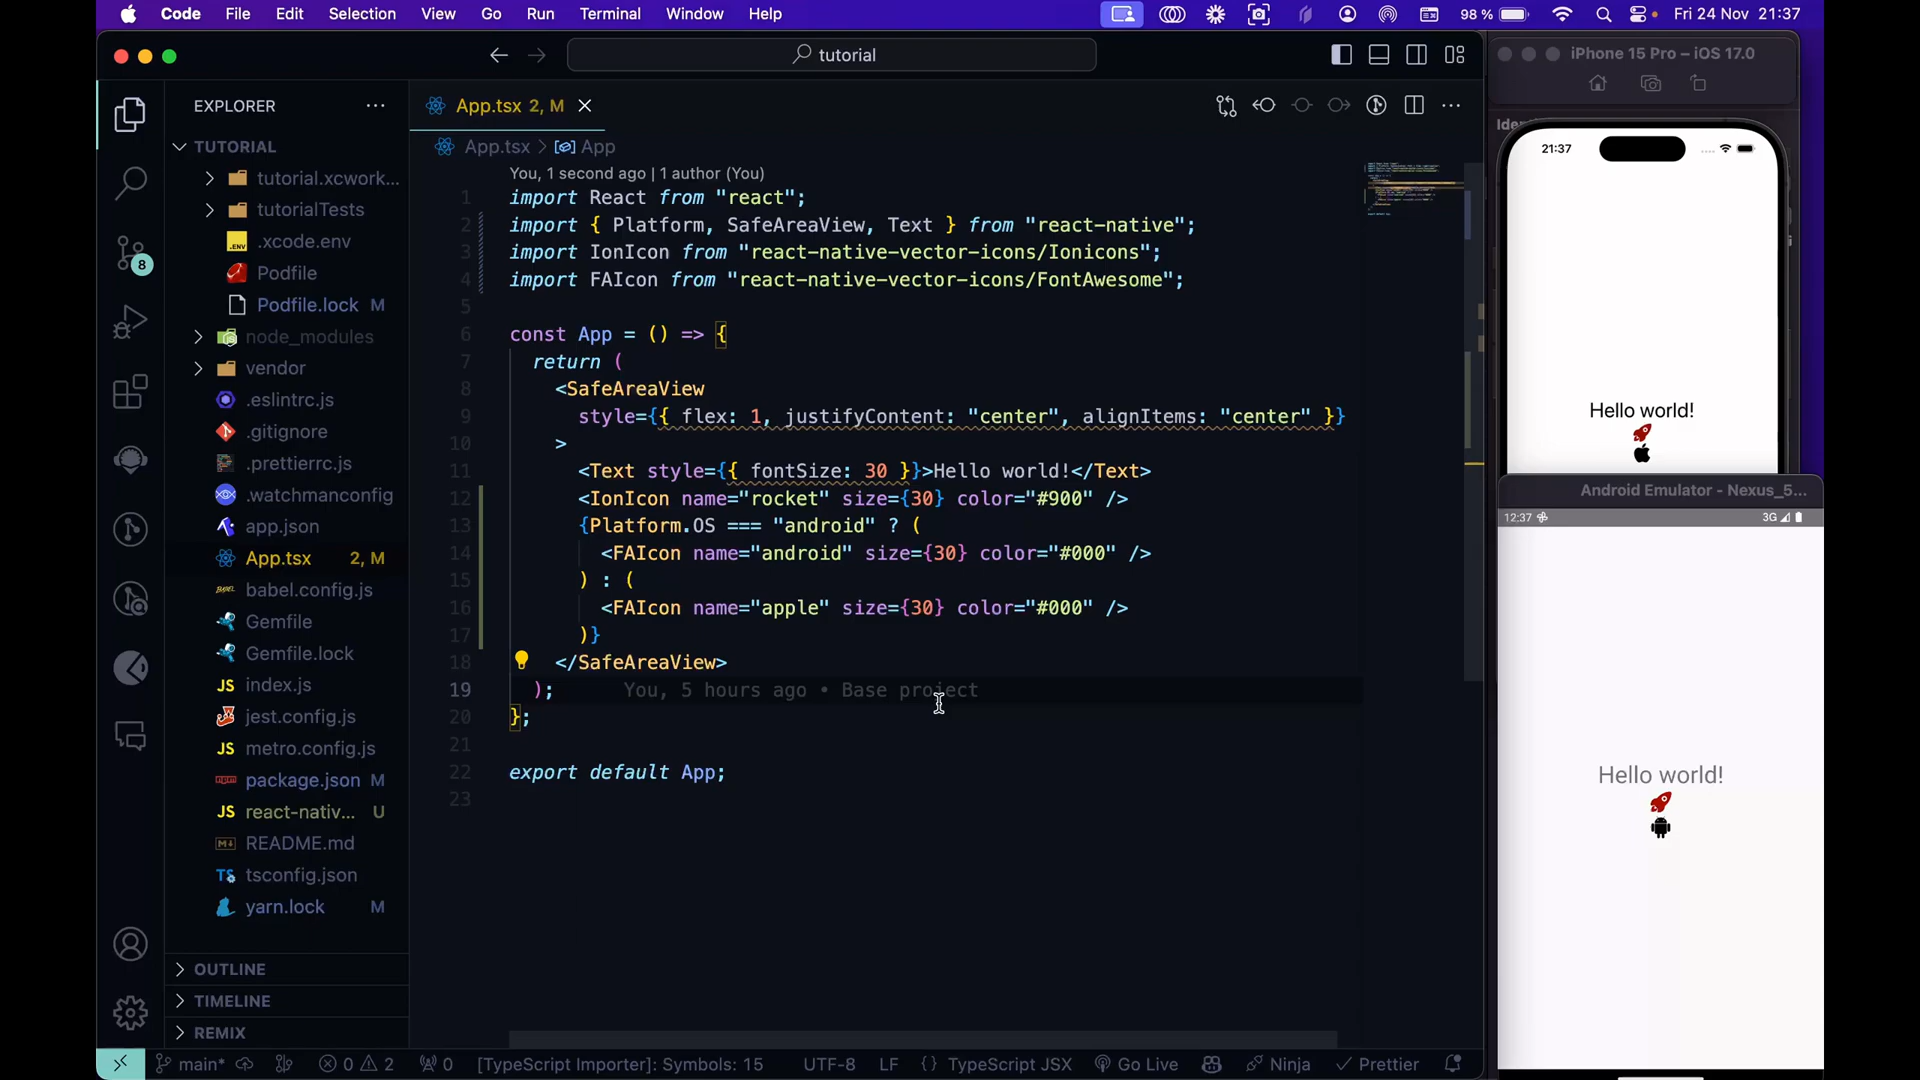 Code File Edit Selection View Go Run Terminal Window Help 98 % Fri 24 Nov 21:37
tutorial
iPhone 15 Pro – iOS 17.0
EXPLORER
TUTORIAL
tutorial.xcwork...
tutorialTests
.xcode.env
Podfile
Podfile.lock M
node_modules
vendor
.eslintrc.js
.gitignore
.prettierrc.js
.watchmanconfig
app.json
App.tsx 2, M
babel.config.js
Gemfile
Gemfile.lock
index.js
jest.config.js
metro.config.js
package.json M
react-nativ... U
README.md
tsconfig.json
yarn.lock M
OUTLINE
TIMELINE
REMIX
8
App.tsx 2, M
App.tsx > App
You, 1 second ago | 1 author (You)
1 import React from "react";
2 import { Platform, SafeAreaView, Text } from "react-native";
3 import IonIcon from "react-native-vector-icons/Ionicons";
4 import FAIcon from "react-native-vector-icons/FontAwesome";
5
6 const App = () => {
7 return (
8 <SafeAreaView
9 style={{ flex: 1, justifyContent: "center", alignItems: "center" }}
10 >
11 <Text style={{ fontSize: 30 }}>Hello world!</Text>
12 <IonIcon name="rocket" size={30} color="#900" />
13 {Platform.OS === "android" ? (
14 <FAIcon name="android" size={30} color="#000" />
15 ) : (
16 <FAIcon name="apple" size={30} color="#000" />
17 )}
18 </SafeAreaView>
19 ); You, 5 hours ago • Base project
20 };
21
22 export default App;
23
21:37
Hello world!
Android Emulator - Nexus_5...
12:37 3G
Hello world!
main* 0 2 0 [TypeScript Importer]: Symbols: 15 UTF-8 LF {} TypeScript JSX Go Live Ninja Prettier